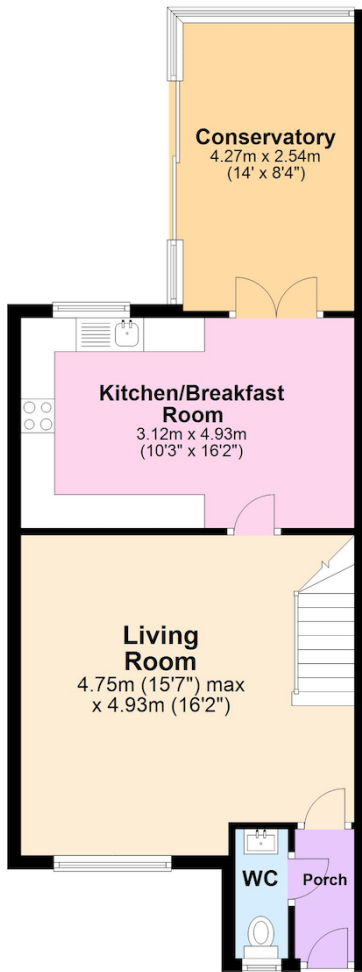 Conservatory
4.27m x 2.54m
(14' x 8'4")
Kitchen/Breakfast
Room
3.12m x 4.93m
(10'3" x 16'2")
Living
Room
4.75m (15'7") max
x 4.93m (16'2")
WC
Porch